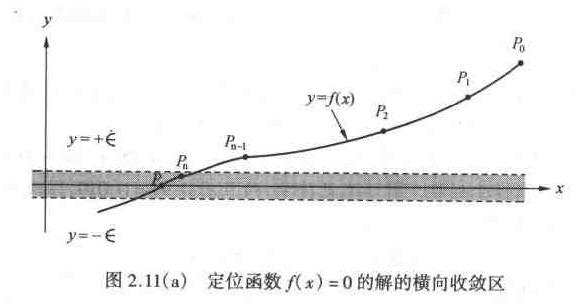 y
P₀
P₁
y=f(x)
P₂
Pₙ₋₁
y=+∈
Pₙ
P
x
y=-∈
图 2.11(a) 定位函数 f(x)=0 的解的横向收敛区